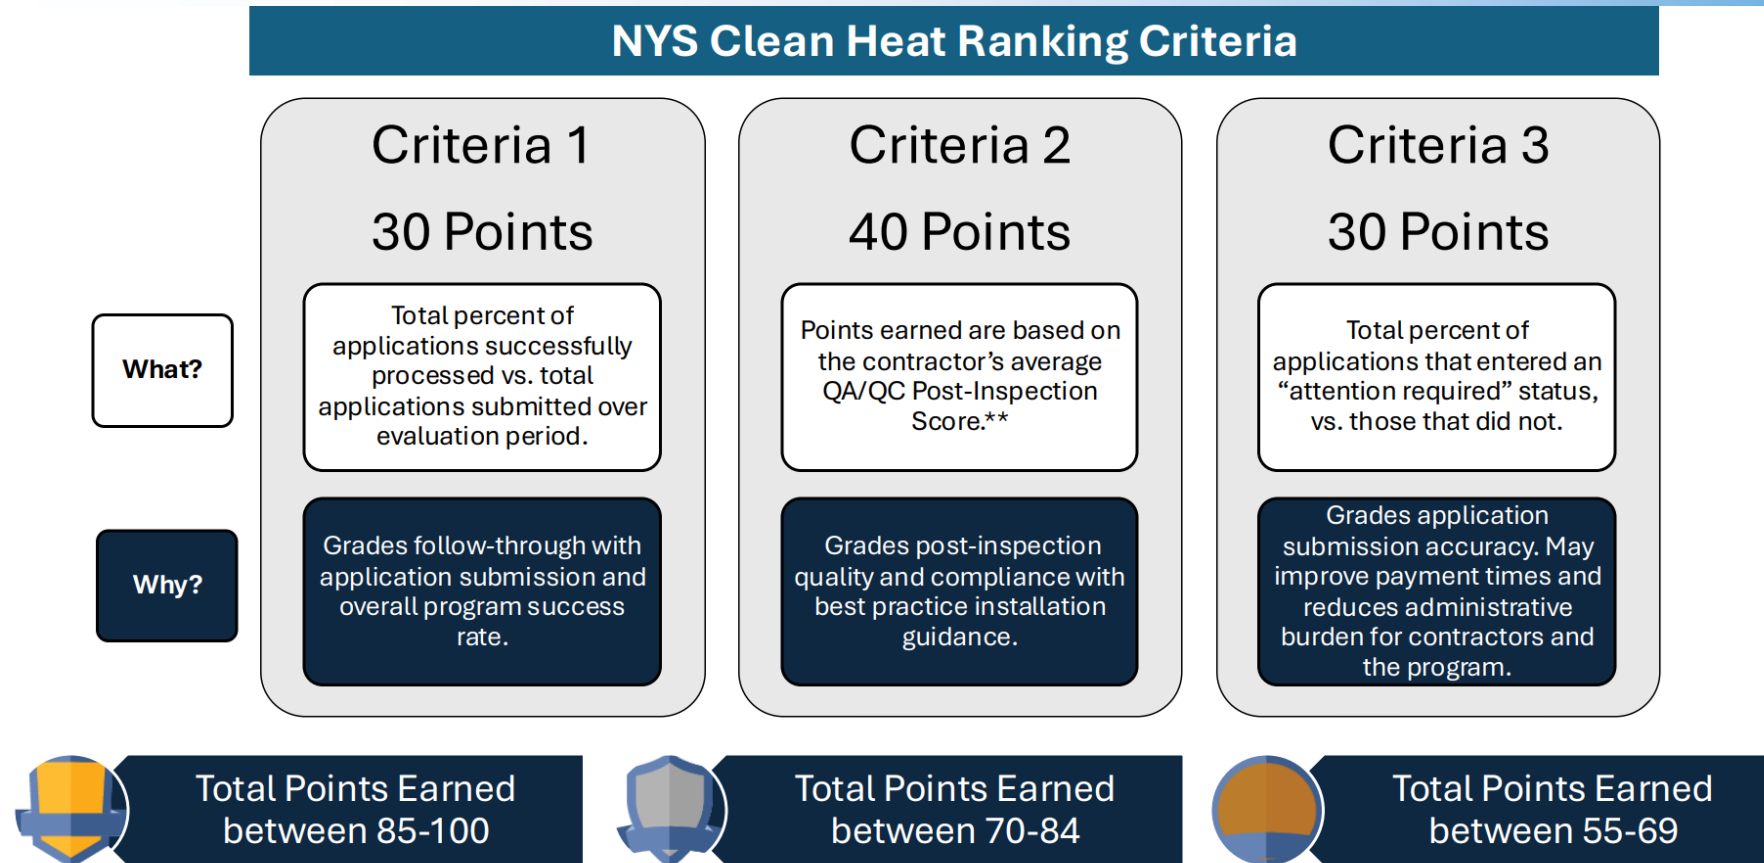 NYS Clean Heat Ranking Criteria
Criteria 1
30 Points
Criteria 2
40 Points
Criteria 3
30 Points
What?
Total percent of
applications successfully
processed vs. total
applications submitted over
evaluation period.
Points earned are based on
the contractor’s average
QA/QC Post-Inspection
Score.**
Total percent of
applications that entered an
“attention required” status,
vs. those that did not.
Why?
Grades follow-through with
application submission and
overall program success
rate.
Grades post-inspection
quality and compliance with
best practice installation
guidance.
Grades application
submission accuracy. May
improve payment times and
reduces administrative
burden for contractors and
the program.
Total Points Earned
between 85-100
Total Points Earned
between 70-84
Total Points Earned
between 55-69